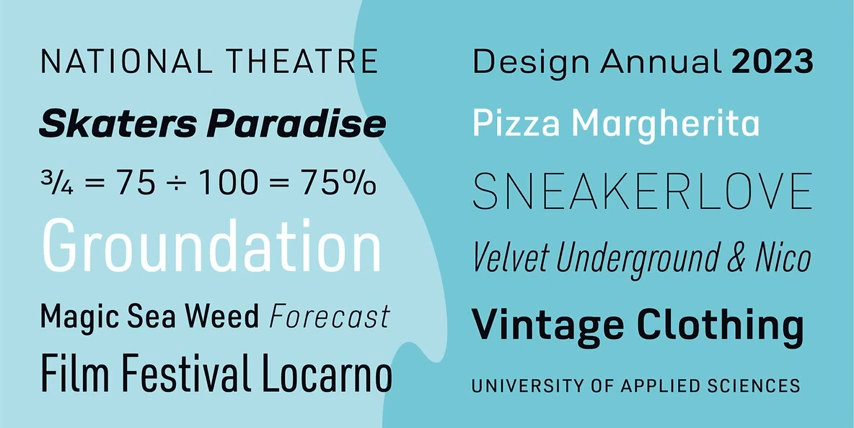 NATIONAL THEATRE
Skaters Paradise
¾ = 75 ÷ 100 = 75%
Groundation
Magic Sea Weed Forecast
Film Festival Locarno
Design Annual 2023
Pizza Margherita
SNEAKERLOVE
Velvet Underground & Nico
Vintage Clothing
UNIVERSITY OF APPLIED SCIENCES